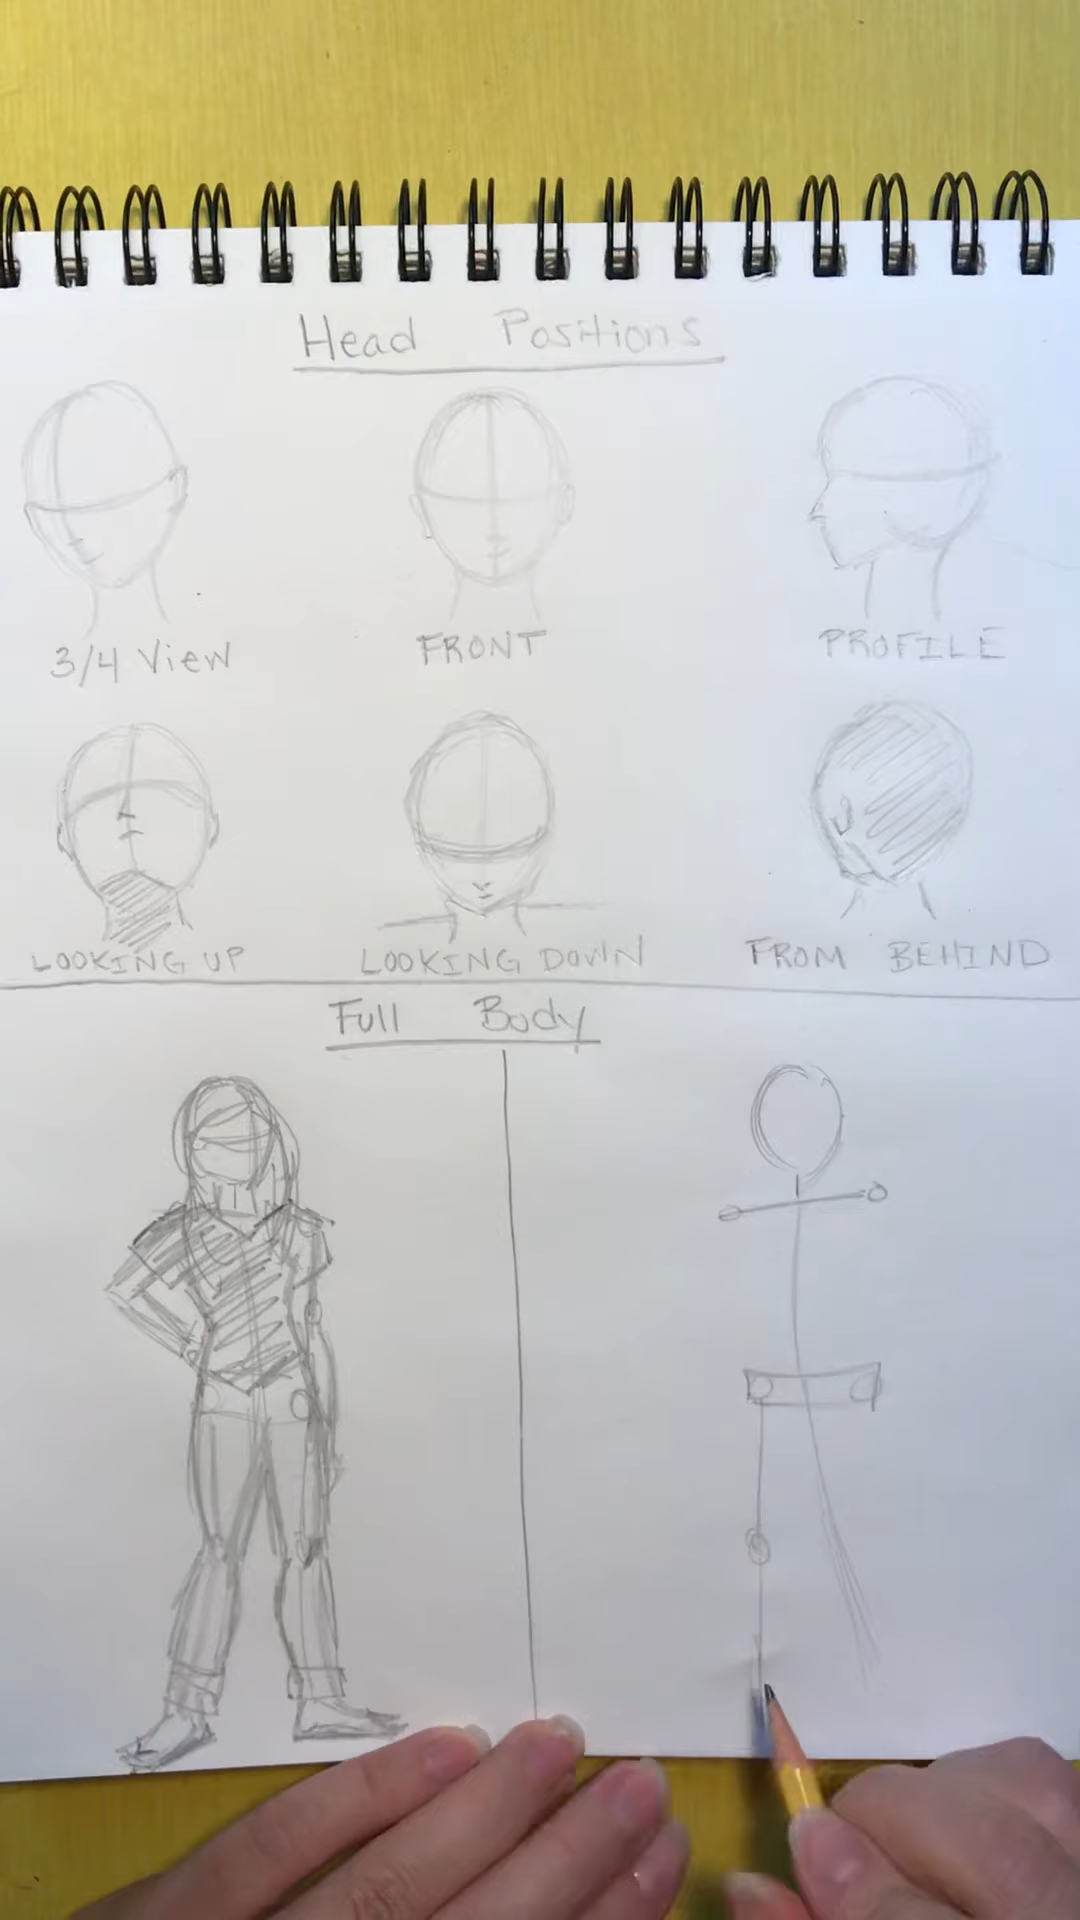 Head Positions
3/4 View
FRONT
PROFILE
LOOKING UP
LOOKING DOWN
FROM BEHIND
Full Body